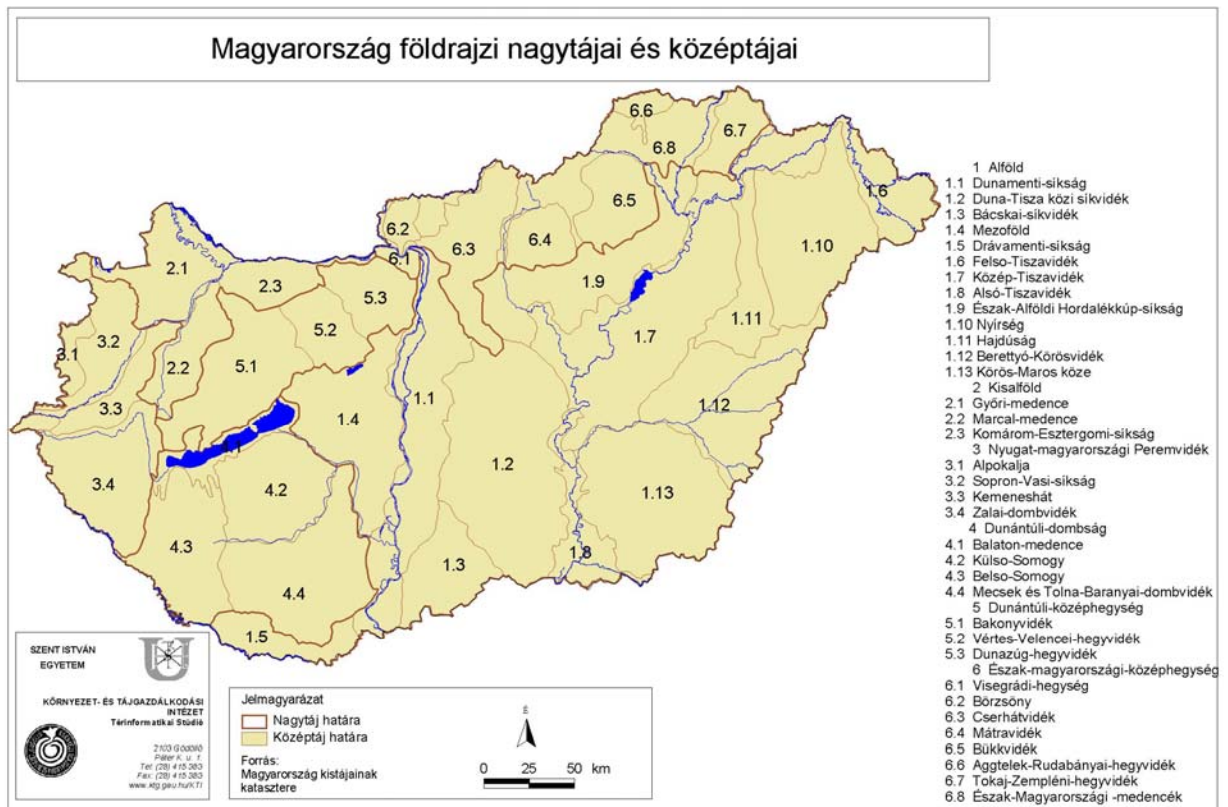 Magyarország földrajzi nagytájai és középtájai
6.6
6.7
6.8
1.6
6.5
6.2
6.3
6.4
1.10
6.1
2.1
2.3
5.3
1.9
5.2
1.7
1.11
3.2
3.1
2.2
5.1
3.3
1.4
1.1
1.12
4.1
1.2
3.4
4.2
1.13
4.3
1.8
1.3
4.4
1.5
1 Alföld
1.1 Dunamenti-síkság
1.2 Duna-Tisza közi síkvidék
1.3 Bácskai-síkvidék
1.4 Mezoföld
1.5 Drávamenti-síkság
1.6 Felso-Tiszavidék
1.7 Közép-Tiszavidék
1.8 Alsó-Tiszavidék
1.9 Észak-Alföldi Hordalékkúp-síkság
1.10 Nyírség
1.11 Hajdúság
1.12 Berettyó-Körösvidék
1.13 Körös-Maros köze
2 Kisalföld
2.1 Győri-medence
2.2 Marcal-medence
2.3 Komárom-Esztergomi-síkság
3 Nyugat-magyarországi Peremvidék
3.1 Alpokalja
3.2 Sopron-Vasi-síkság
3.3 Kemeneshát
3.4 Zalai-dombvidék
4 Dunántúli-dombság
4.1 Balaton-medence
4.2 Külso-Somogy
4.3 Belso-Somogy
4.4 Mecsek és Tolna-Baranyai-dombvidék
5 Dunántúli-középhegység
5.1 Bakonyvidék
5.2 Vértes-Velencei-hegyvidék
5.3 Dunazúg-hegyvidék
6 Észak-magyarországi-középhegység
6.1 Visegrádi-hegység
6.2 Börzsöny
6.3 Cserhátvidék
6.4 Mátravidék
6.5 Bükkvidék
6.6 Aggtelek-Rudabányai-hegyvidék
6.7 Tokaj-Zempléni-hegyvidék
6.8 Észak-Magyarországi -medencék
SZENT ISTVÁN
EGYETEM
KÖRNYEZET- ÉS TÁJGAZDÁLKODÁSI
INTÉZET
Térinformatikai Stúdió
2103 Gödöllő
Páter K. u. 1.
Tel: (28) 415 383
Fax: (28) 415 383
www.ktg.gau.hu/KTI
Jelmagyarázat
Nagytáj határa
Középtáj határa
Forrás:
Magyarország kistájainak
katasztere
0 25 50 km